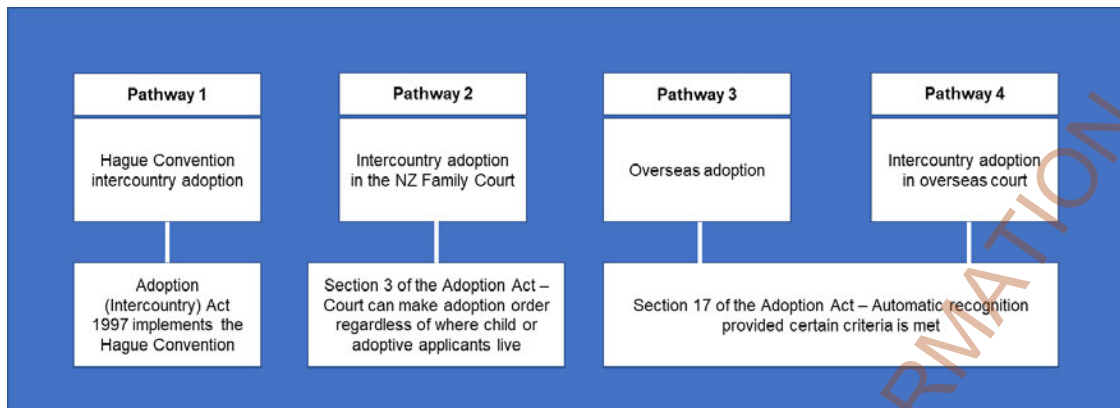 Pathway 1
Pathway 2
Pathway 3
Pathway 4
Hague Convention
intercountry adoption
Intercountry adoption
in the NZ Family Court
Overseas adoption
Intercountry adoption
in overseas court
Adoption
(Intercountry) Act
1997 implements the
Hague Convention
Section 3 of the Adoption Act –
Court can make adoption order
regardless of where child or
adoptive applicants live
Section 17 of the Adoption Act – Automatic recognition
provided certain criteria is met
RMATION